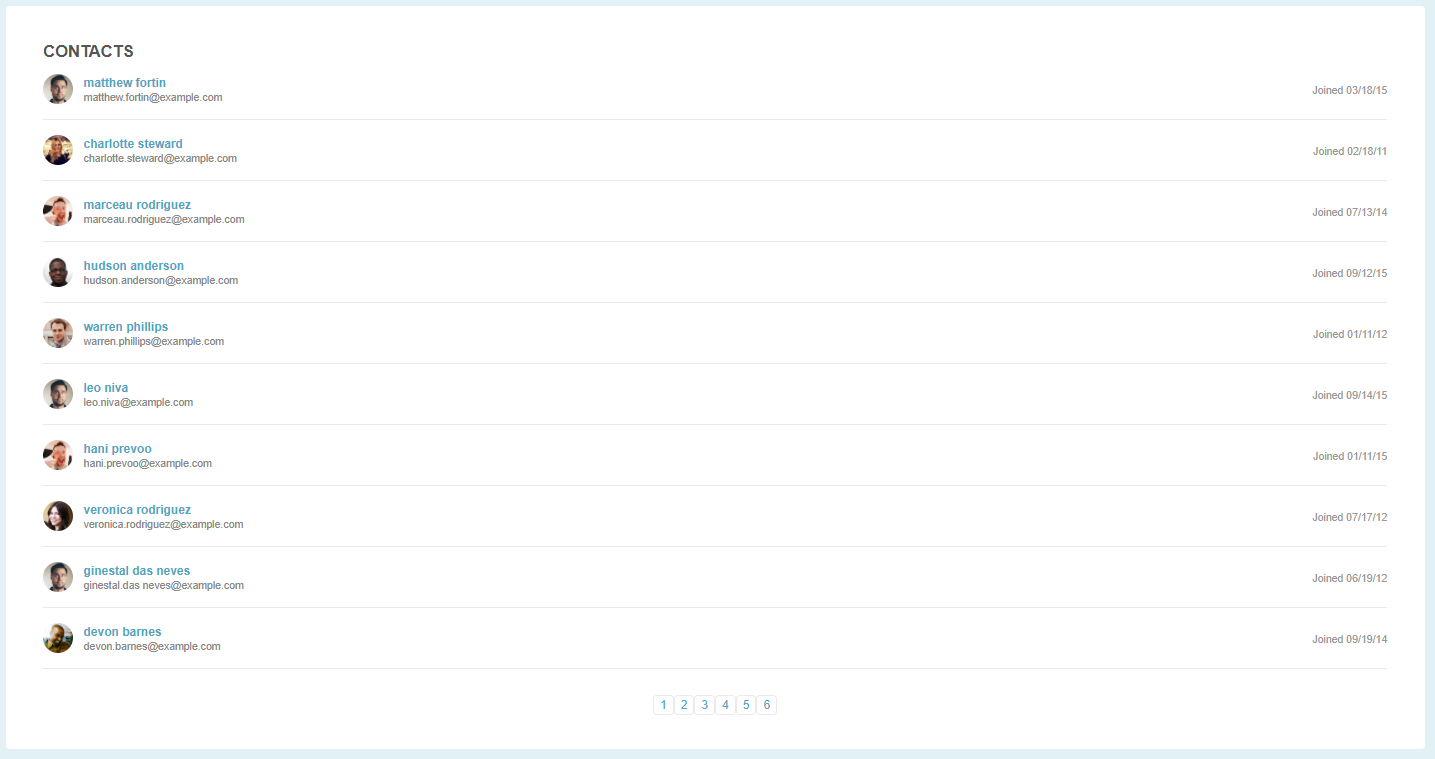 CONTACTS
matthew fortin
matthew.fortin@example.com
Joined 03/18/15
charlotte steward
charlotte.steward@example.com
Joined 02/18/11
marceau rodriguez
marceau.rodriguez@example.com
Joined 07/13/14
hudson anderson
hudson.anderson@example.com
Joined 09/12/15
warren phillips
warren.phillips@example.com
Joined 01/11/12
leo niva
leo.niva@example.com
Joined 09/14/15
hani prevoo
hani.prevoo@example.com
Joined 01/11/15
veronica rodriguez
veronica.rodriguez@example.com
Joined 07/17/12
ginestal das neves
ginestal.das neves@example.com
Joined 06/19/12
devon barnes
devon.barnes@example.com
Joined 09/19/14
1 2 3 4 5 6